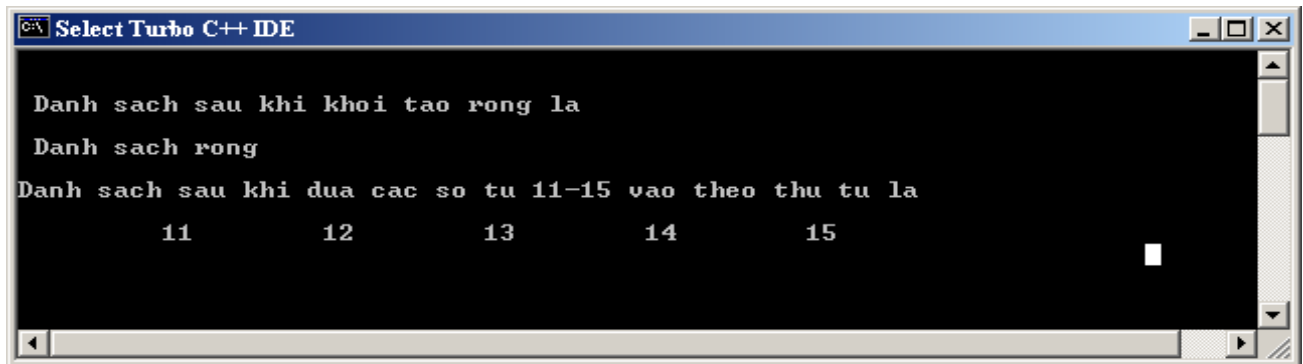 Select Turbo C++ IDE
Danh sach sau khi khoi tao rong la
Danh sach rong
Danh sach sau khi dua cac so tu 11-15 vao theo thu tu la
11 12 13 14 15